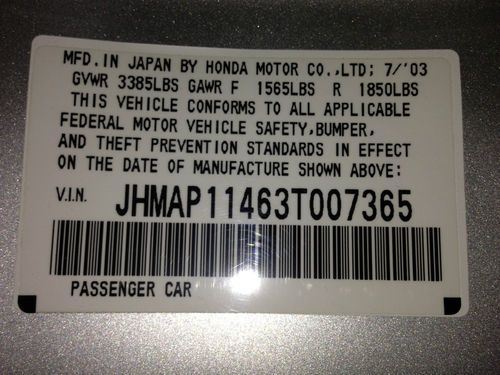 MFD.IN JAPAN BY HONDA MOTOR CO.,LTD; 7/'03
GVWR 3385LBS GAWR F 1565LBS R 1850LBS
THIS VEHICLE CONFORMS TO ALL APPLICABLE
FEDERAL MOTOR VEHICLE SAFETY,BUMPER,
AND THEFT PREVENTION STANDARDS IN EFFECT
ON THE DATE OF MANUFACTURE SHOWN ABOVE:
V.I.N. JHMAP11463T007365
PASSENGER CAR